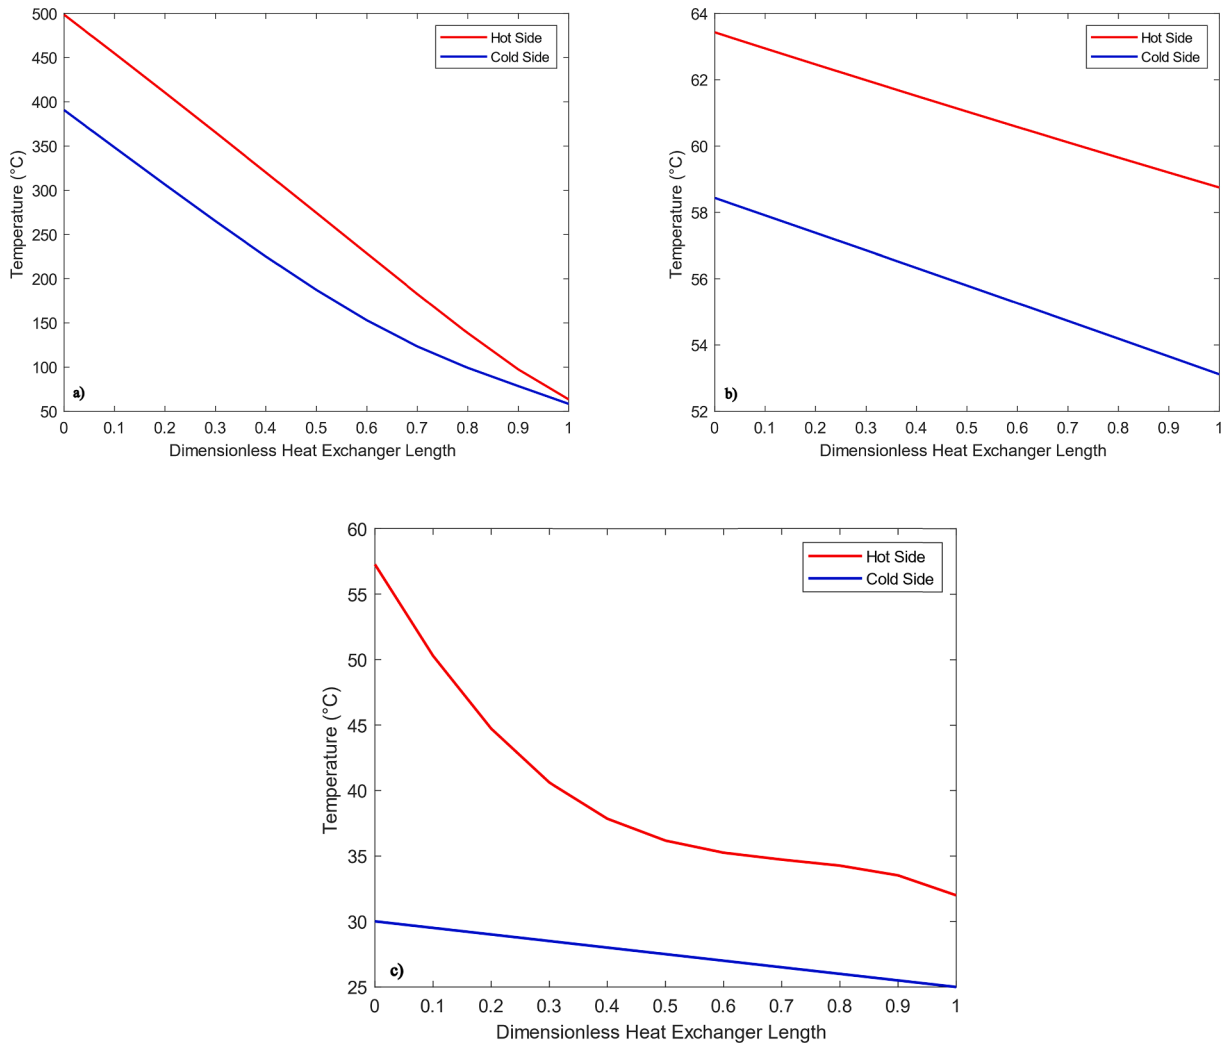 500
450
400
350
300
250
200
150
100
50
Temperature (°C)
Hot Side
Cold Side
a)
0 0.1 0.2 0.3 0.4 0.5 0.6 0.7 0.8 0.9 1
Dimensionless Heat Exchanger Length
64
62
60
58
56
54
52
Temperature (°C)
Hot Side
Cold Side
b)
0 0.1 0.2 0.3 0.4 0.5 0.6 0.7 0.8 0.9 1
Dimensionless Heat Exchanger Length
60
55
50
45
40
35
30
25
Temperature (°C)
Hot Side
Cold Side
c)
0 0.1 0.2 0.3 0.4 0.5 0.6 0.7 0.8 0.9 1
Dimensionless Heat Exchanger Length